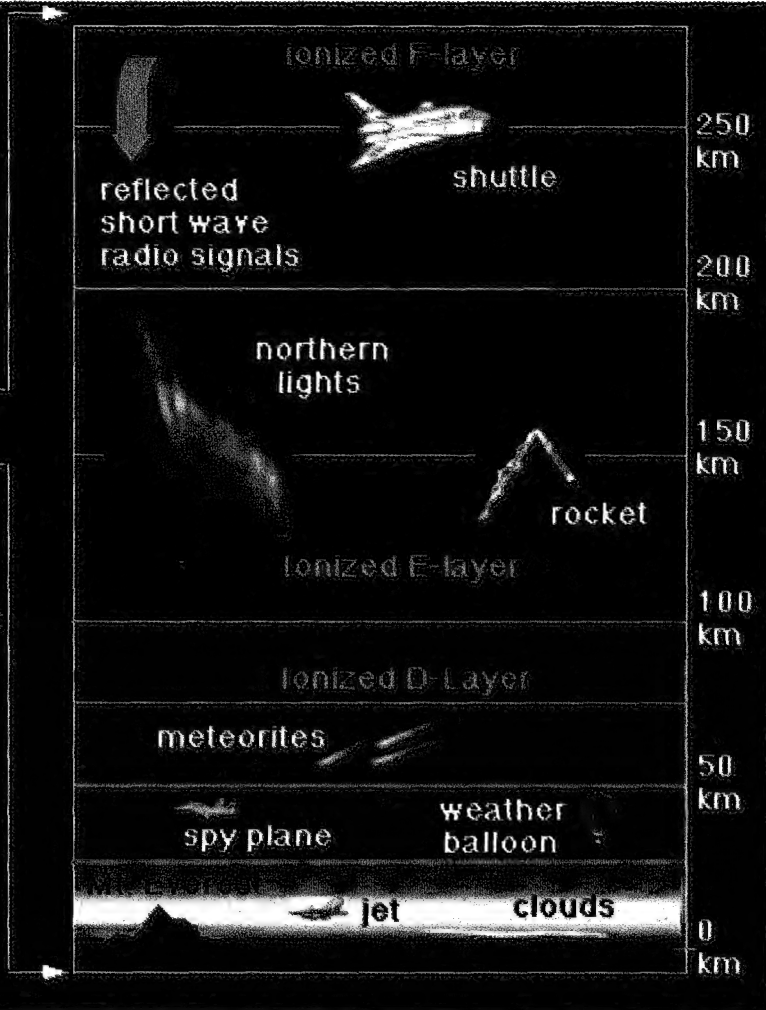 Ionized F-layer
250
km
shuttle
reflected
short wave
radio signals
200
km
northern
lights
150
km
rocket
Ionized E-layer
100
km
Ionized D-Layer
meteorites
50
km
spy plane
weather
balloon
Mt. Everest
jet
clouds
0
km